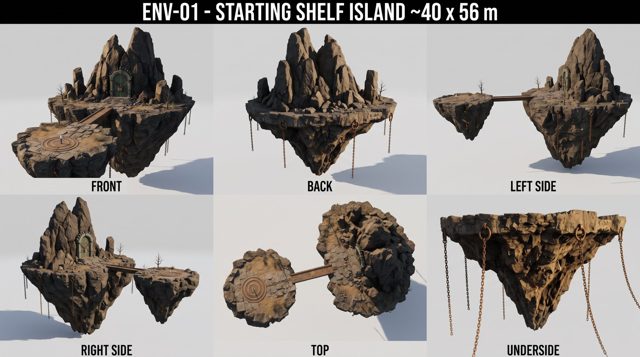 ENV-01 - STARTING SHELF ISLAND ~40 x 56 m
FRONT
BACK
LEFT SIDE
RIGHT SIDE
TOP
UNDERSIDE